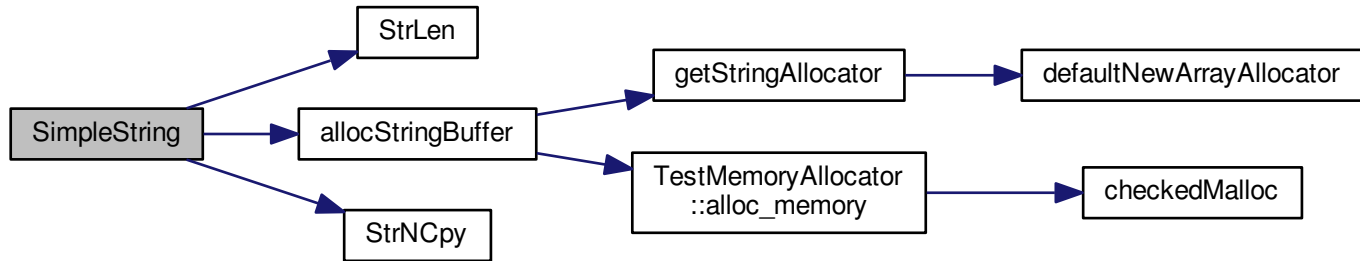 StrLen
getStringAllocator
defaultNewArrayAllocator
SimpleString
allocStringBuffer
TestMemoryAllocator
::alloc_memory
checkedMalloc
StrNCpy